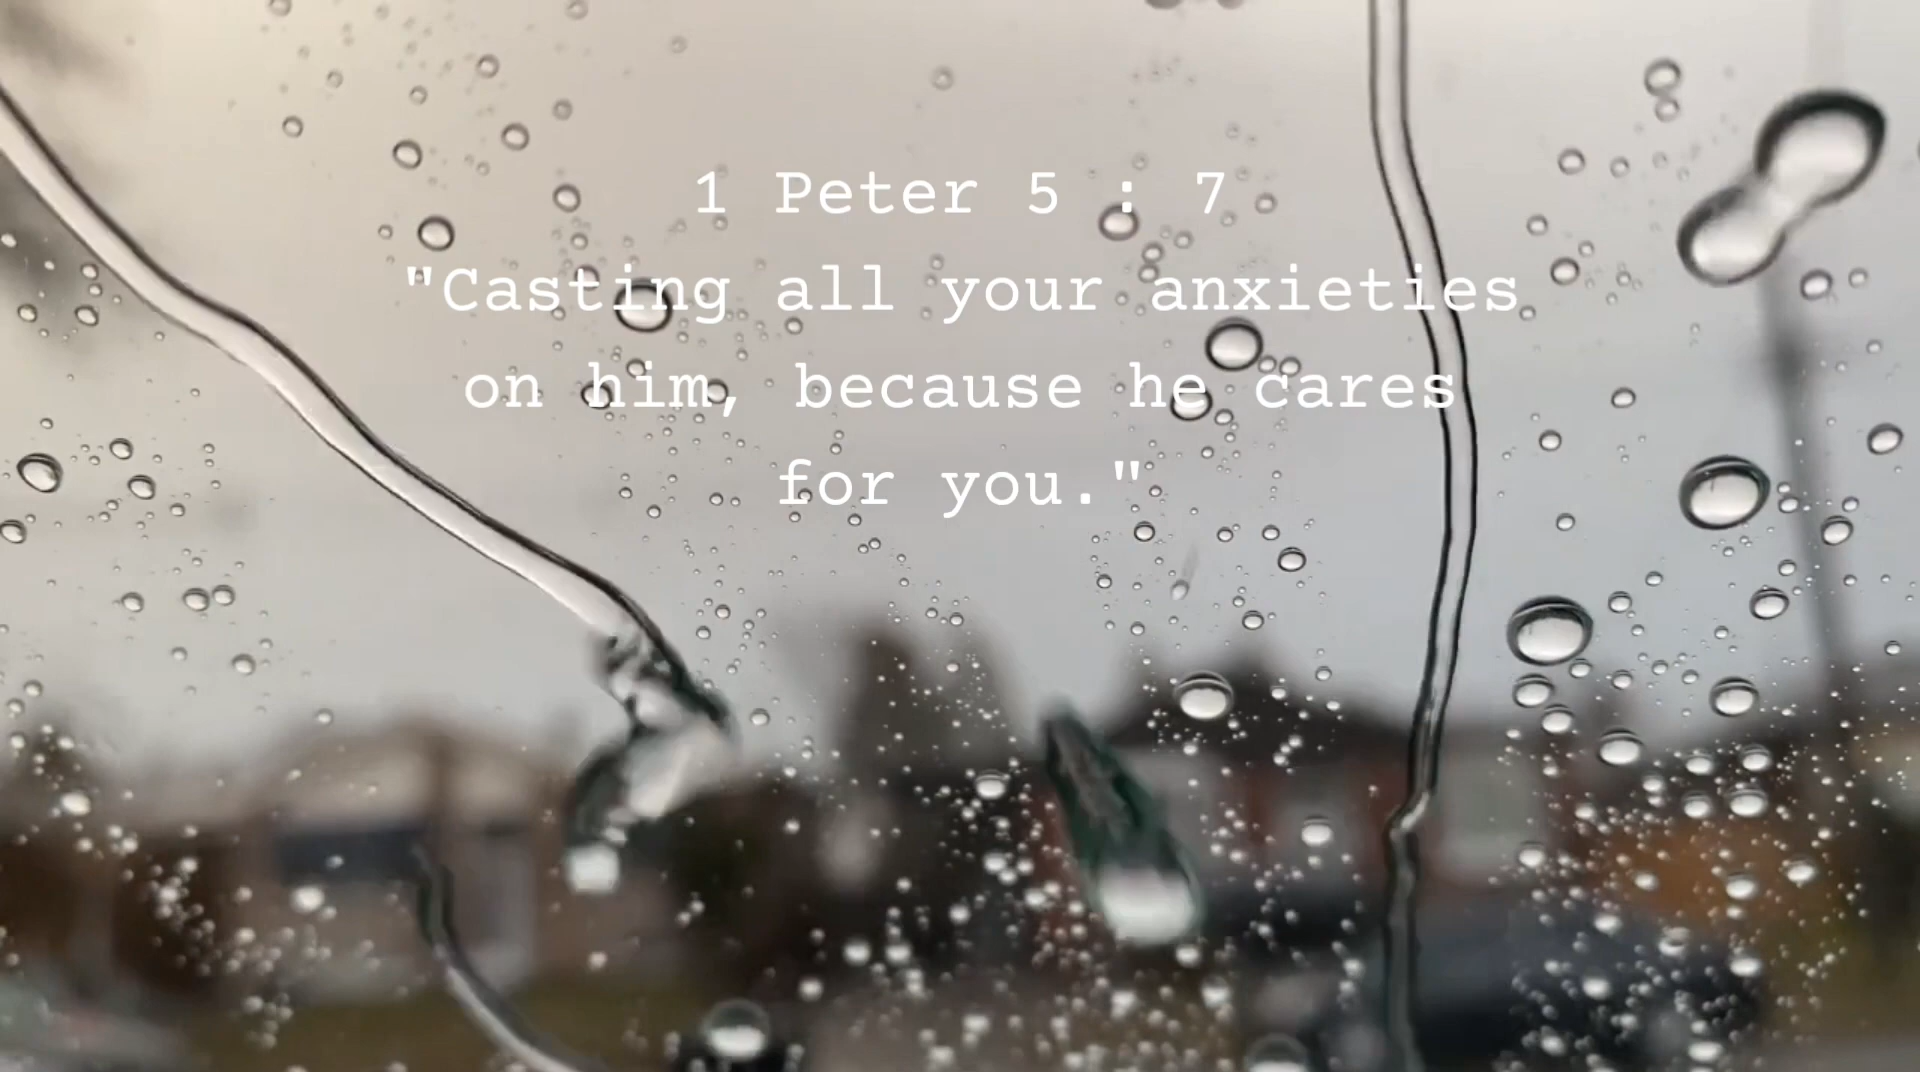 1 Peter 5 : 7
"Casting all your anxieties
on him, because he cares
for you."